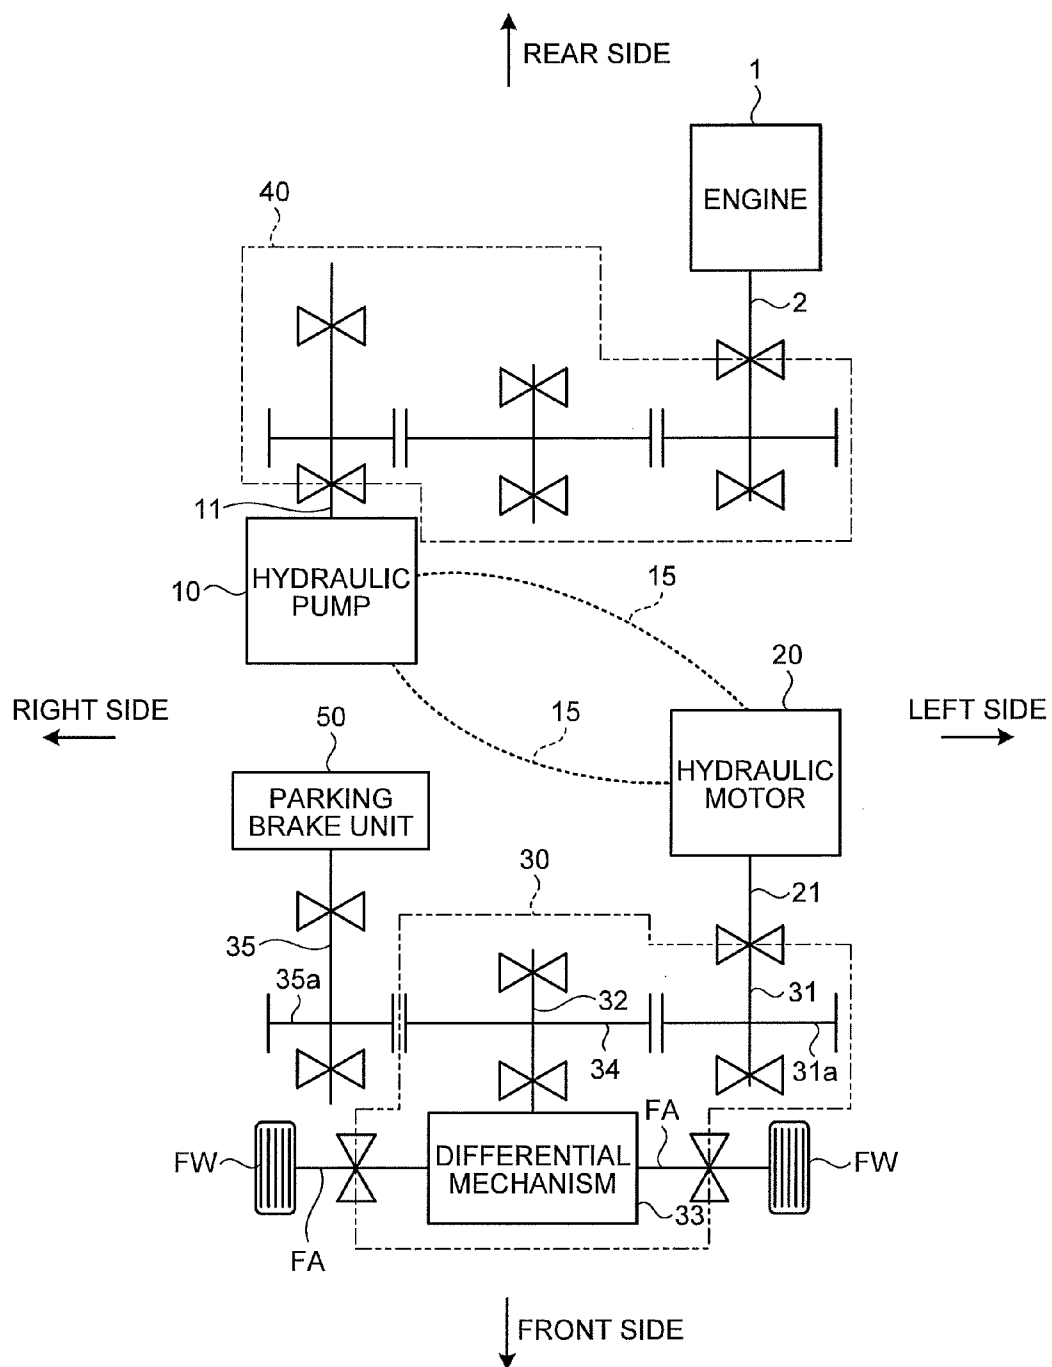 REAR SIDE
1
ENGINE
40
2
11
10
HYDRAULIC
PUMP
15
20
RIGHT SIDE
LEFT SIDE
50
15
HYDRAULIC
MOTOR
PARKING
BRAKE UNIT
30
21
35
35a
32
31
34
31a
FA
FW
DIFFERENTIAL
MECHANISM
FW
33
FA
FRONT SIDE